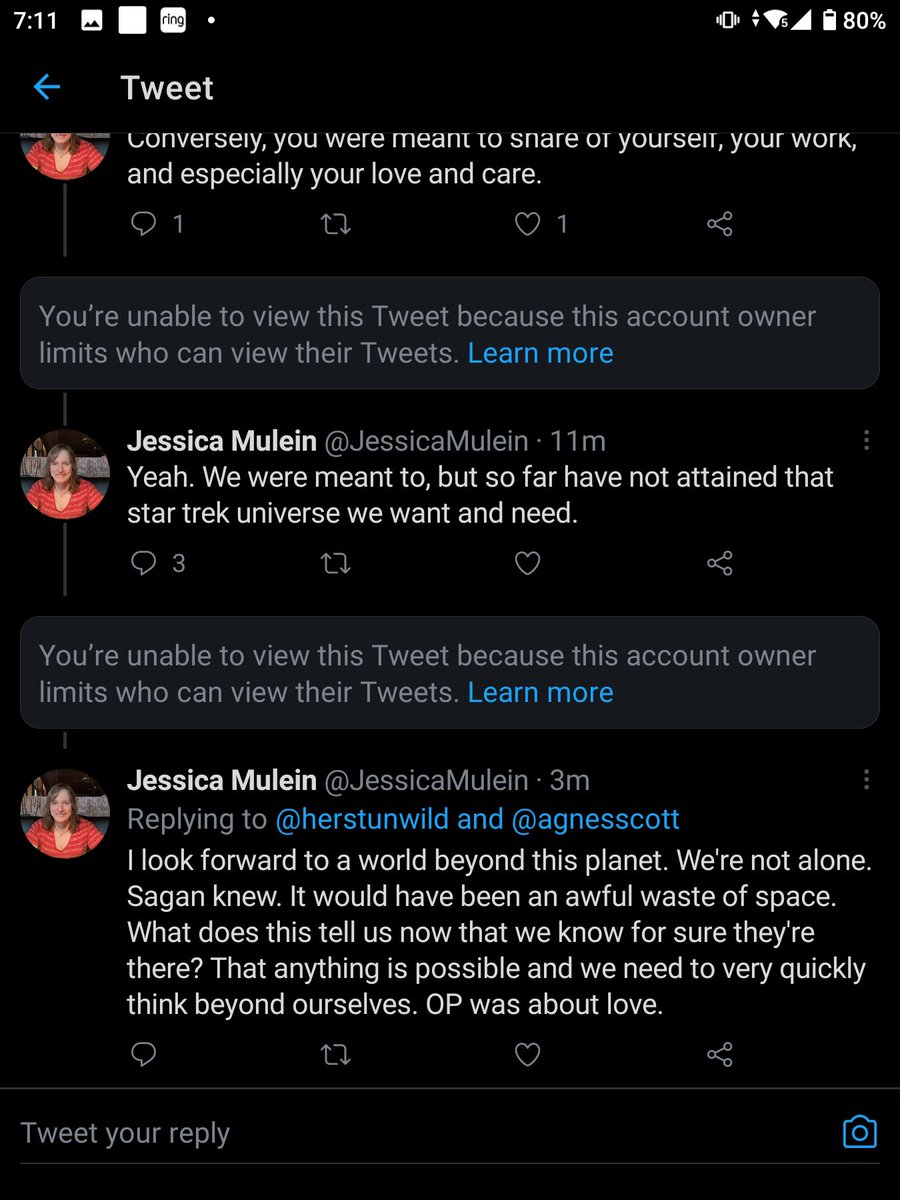 7:11 ring 5 80%
Tweet
Conversely, you were meant to share of yourself, your work,
and especially your love and care.
1 1
You’re unable to view this Tweet because this account owner
limits who can view their Tweets. Learn more
Jessica Mulein @JessicaMulein · 11m
Yeah. We were meant to, but so far have not attained that
star trek universe we want and need.
3
You’re unable to view this Tweet because this account owner
limits who can view their Tweets. Learn more
Jessica Mulein @JessicaMulein · 3m
Replying to @herstunwild and @agnesscott
I look forward to a world beyond this planet. We're not alone.
Sagan knew. It would have been an awful waste of space.
What does this tell us now that we know for sure they're
there? That anything is possible and we need to very quickly
think beyond ourselves. OP was about love.
Tweet your reply